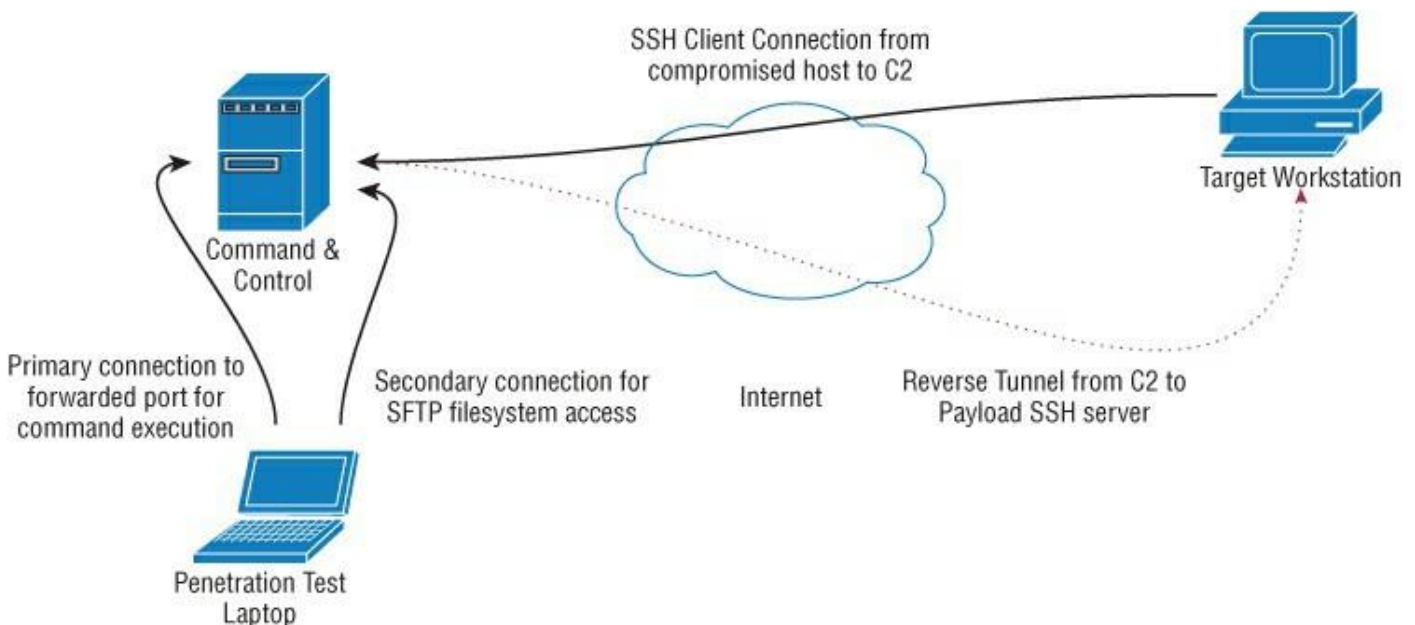 SSH Client Connection from
compromised host to C2
Target Workstation
Command &
Control
Primary connection to
forwarded port for
command execution
Secondary connection for
SFTP filesystem access
Internet
Reverse Tunnel from C2 to
Payload SSH server
Penetration Test
Laptop